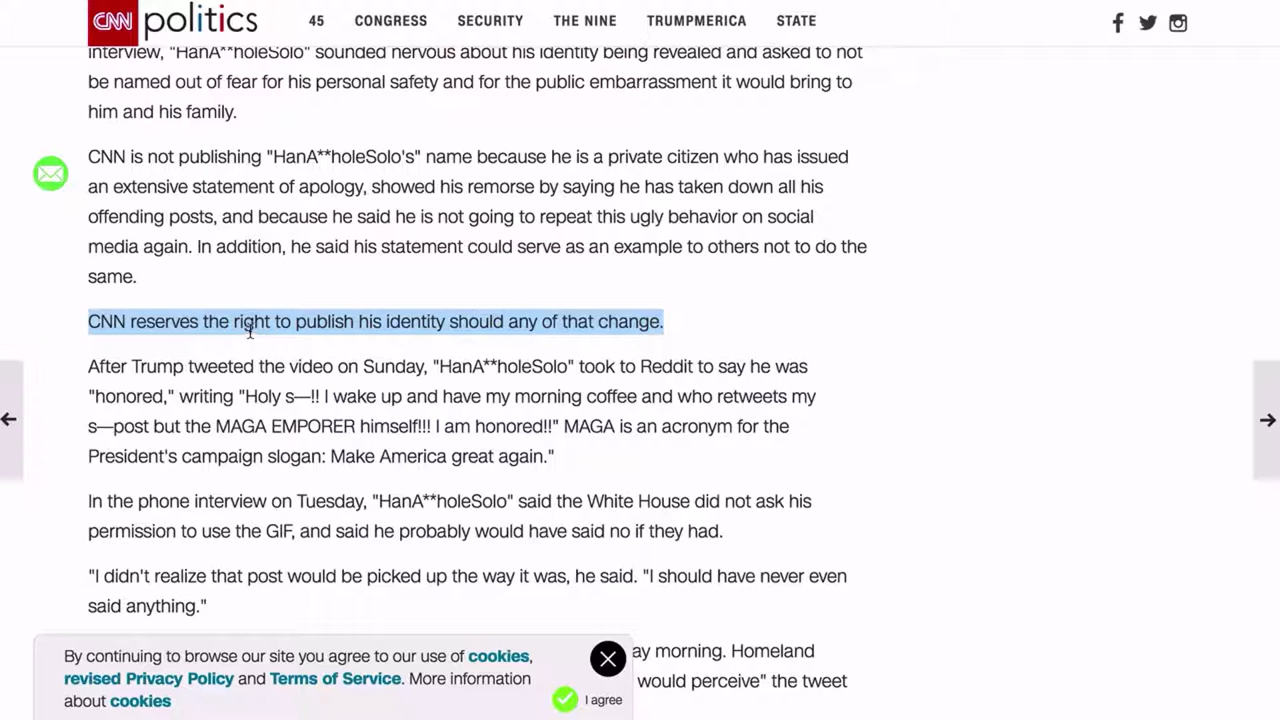 CNN politics 45 CONGRESS SECURITY THE NINE TRUMPMERICA STATE
interview, "HanA**holeSolo" sounded nervous about his identity being revealed and asked to not
be named out of fear for his personal safety and for the public embarrassment it would bring to
him and his family.
CNN is not publishing "HanA**holeSolo's" name because he is a private citizen who has issued
an extensive statement of apology, showed his remorse by saying he has taken down all his
offending posts, and because he said he is not going to repeat this ugly behavior on social
media again. In addition, he said his statement could serve as an example to others not to do the
same.
CNN reserves the right to publish his identity should any of that change.
After Trump tweeted the video on Sunday, "HanA**holeSolo" took to Reddit to say he was
"honored," writing "Holy s—!! I wake up and have my morning coffee and who retweets my
s—post but the MAGA EMPORER himself!!! I am honored!!" MAGA is an acronym for the
President's campaign slogan: Make America great again."
In the phone interview on Tuesday, "HanA**holeSolo" said the White House did not ask his
permission to use the GIF, and said he probably would have said no if they had.
"I didn't realize that post would be picked up the way it was, he said. "I should have never even
said anything."
ay morning. Homeland
would perceive" the tweet
By continuing to browse our site you agree to our use of cookies,
revised Privacy Policy and Terms of Service. More information
about cookies
I agree